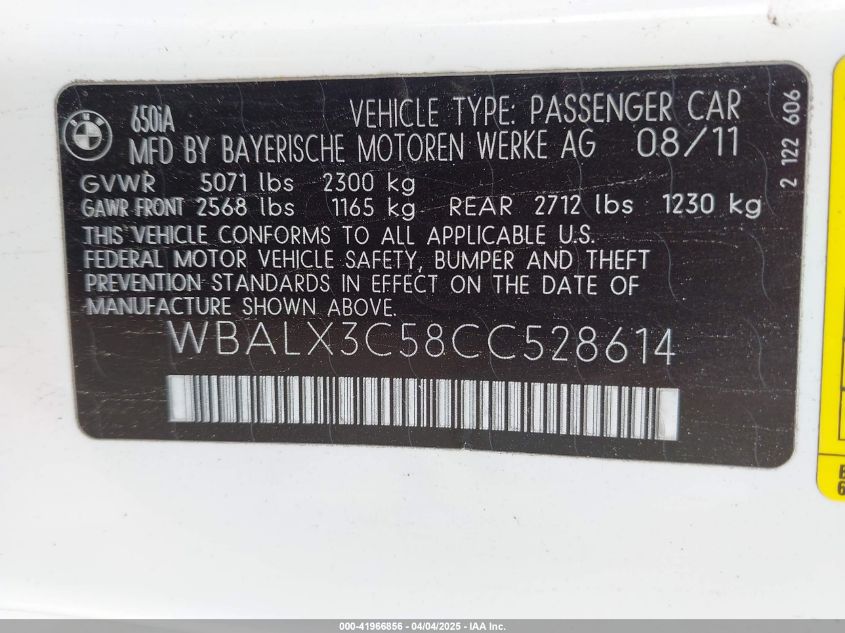 BMW
650iA VEHICLE TYPE: PASSENGER CAR
MFD BY BAYERISCHE MOTOREN WERKE AG 08/11
GVWR 5071 lbs 2300 kg
GAWR FRONT 2568 lbs 1165 kg REAR 2712 lbs 1230 kg
THIS VEHICLE CONFORMS TO ALL APPLICABLE U.S.
FEDERAL MOTOR VEHICLE SAFETY, BUMPER AND THEFT
PREVENTION STANDARDS IN EFFECT ON THE DATE OF
MANUFACTURE SHOWN ABOVE.
WBALX3C58CC528614
2 122 606
000-41966856 - 04/04/2025 - IAA Inc.